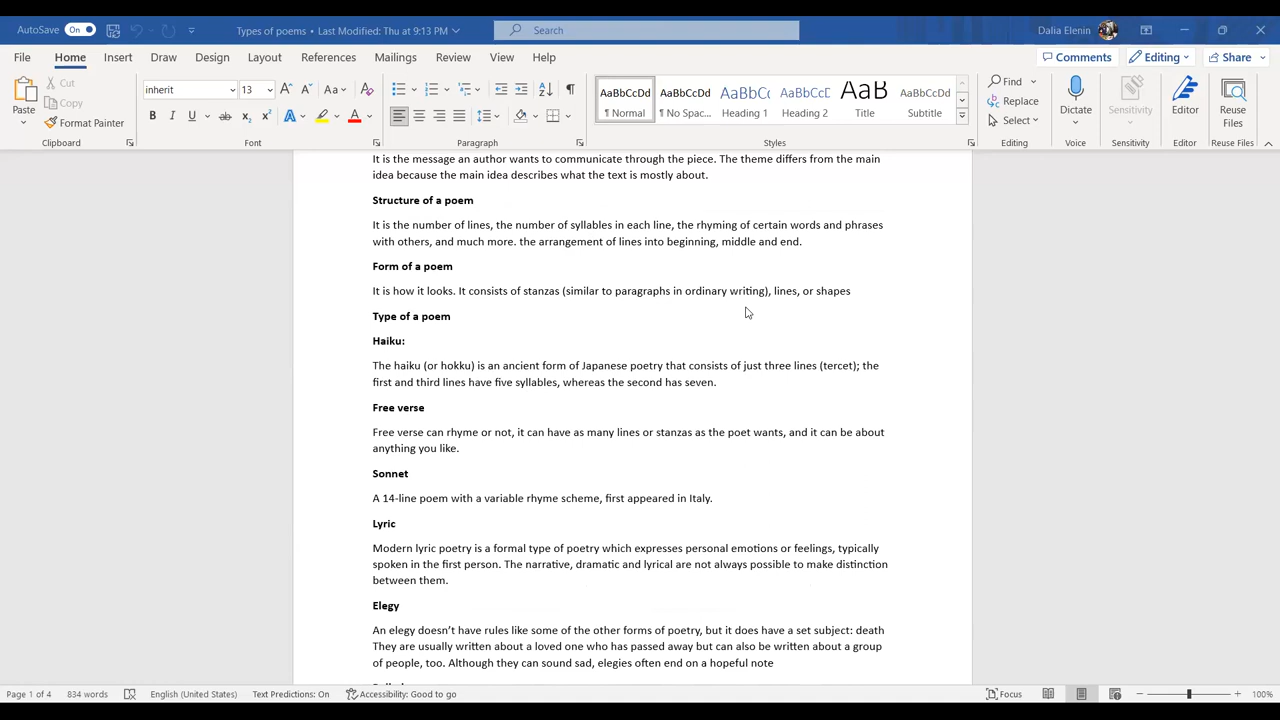 AutoSave On Types of poems • Last Modified: Thu at 9:13 PM Search Dalia Elenin
File Home Insert Draw Design Layout References Mailings Review View Help Comments Editing Share
Paste Cut Copy Format Painter Clipboard
inherit 13 Aa Font
Paragraph
AaBbCcDd ¶ Normal AaBbCcDd ¶ No Spac... AaBbCc Heading 1 AaBbCcD Heading 2 AaB Title AaBbCcDd Subtitle Styles
Find Replace Select Editing
Dictate Voice
Sensitivity Sensitivity
Editor Editor
Reuse Files Reuse Files
It is the message an author wants to communicate through the piece. The theme differs from the main
idea because the main idea describes what the text is mostly about.
Structure of a poem
It is the number of lines, the number of syllables in each line, the rhyming of certain words and phrases
with others, and much more. the arrangement of lines into beginning, middle and end.
Form of a poem
It is how it looks. It consists of stanzas (similar to paragraphs in ordinary writing), lines, or shapes
Type of a poem
Haiku:
The haiku (or hokku) is an ancient form of Japanese poetry that consists of just three lines (tercet); the
first and third lines have five syllables, whereas the second has seven.
Free verse
Free verse can rhyme or not, it can have as many lines or stanzas as the poet wants, and it can be about
anything you like.
Sonnet
A 14-line poem with a variable rhyme scheme, first appeared in Italy.
Lyric
Modern lyric poetry is a formal type of poetry which expresses personal emotions or feelings, typically
spoken in the first person. The narrative, dramatic and lyrical are not always possible to make distinction
between them.
Elegy
An elegy doesn't have rules like some of the other forms of poetry, but it does have a set subject: death
They are usually written about a loved one who has passed away but can also be written about a group
of people, too. Although they can sound sad, elegies often end on a hopeful note
Page 1 of 4 834 words English (United States) Text Predictions: On Accessibility: Good to go Focus 100%